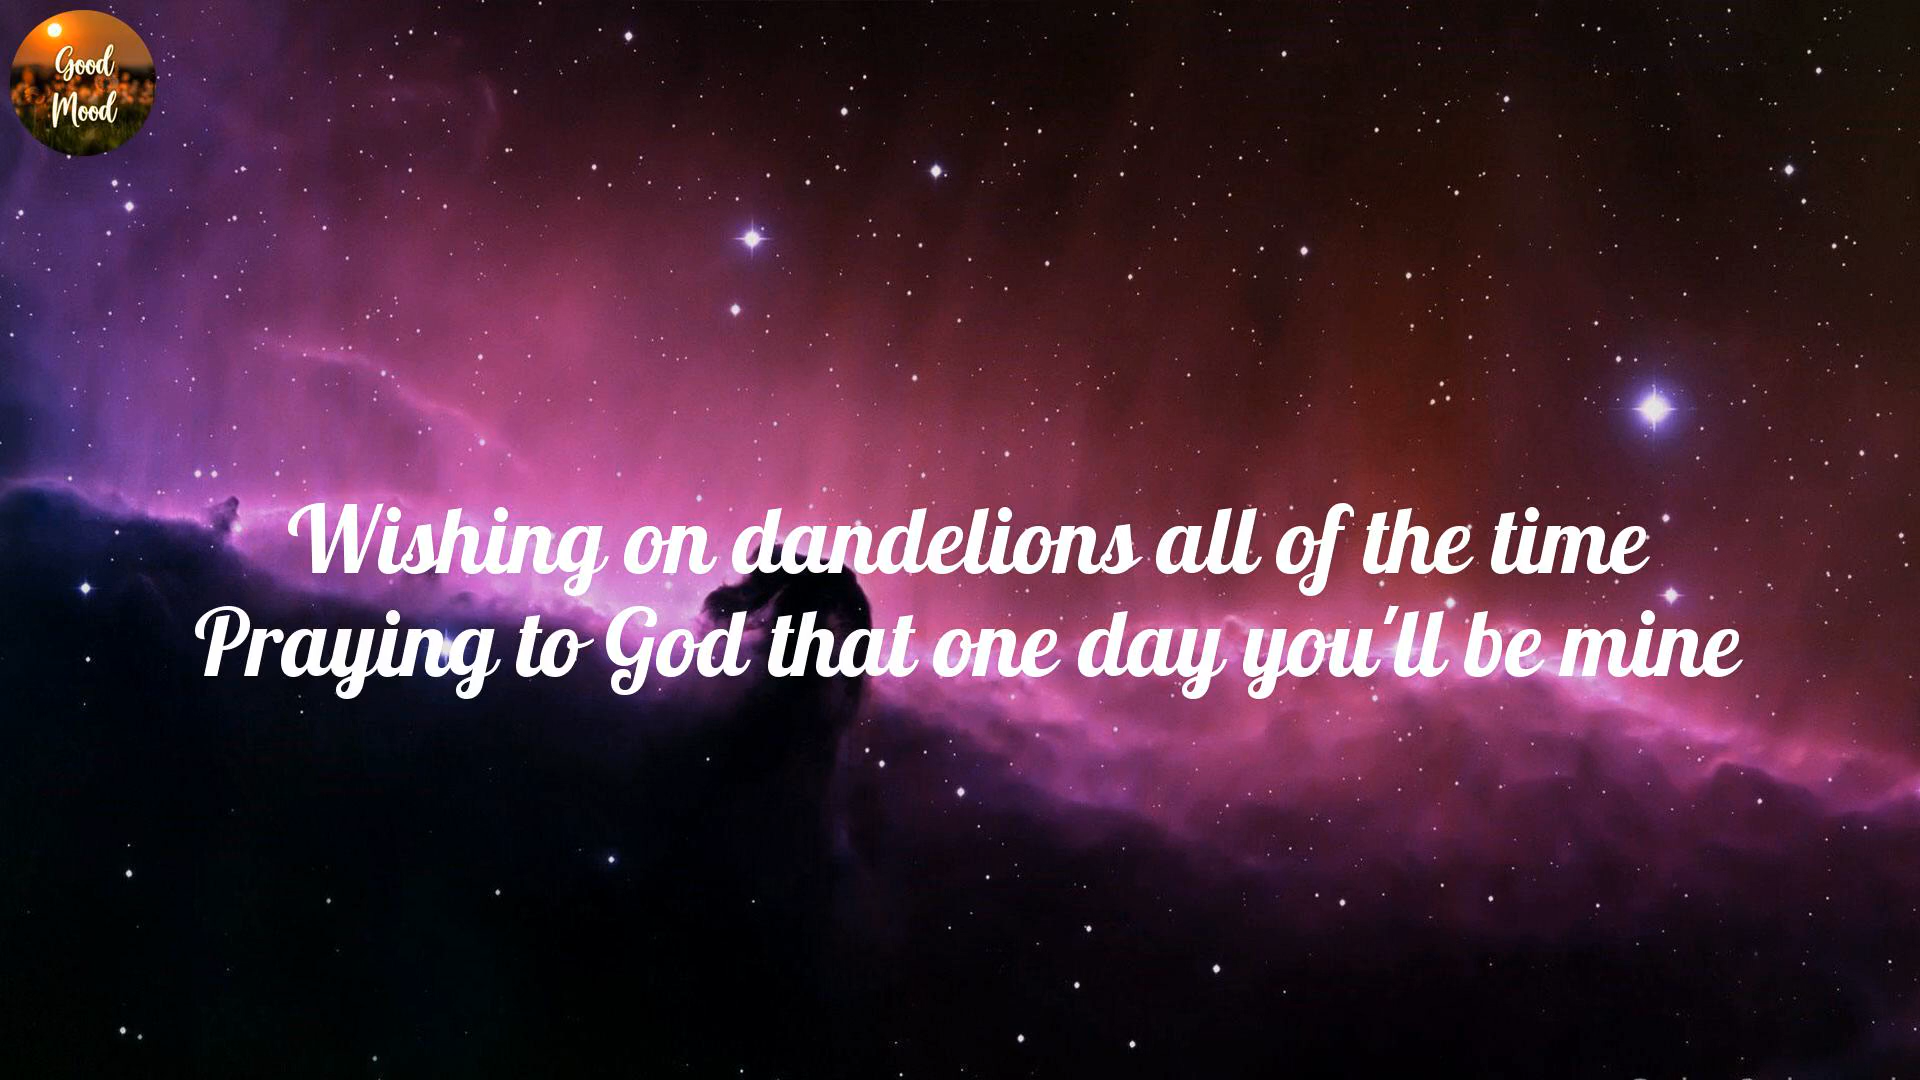 Good
Mood
Wishing on dandelions all of the time
Praying to God that one day you'll be mine